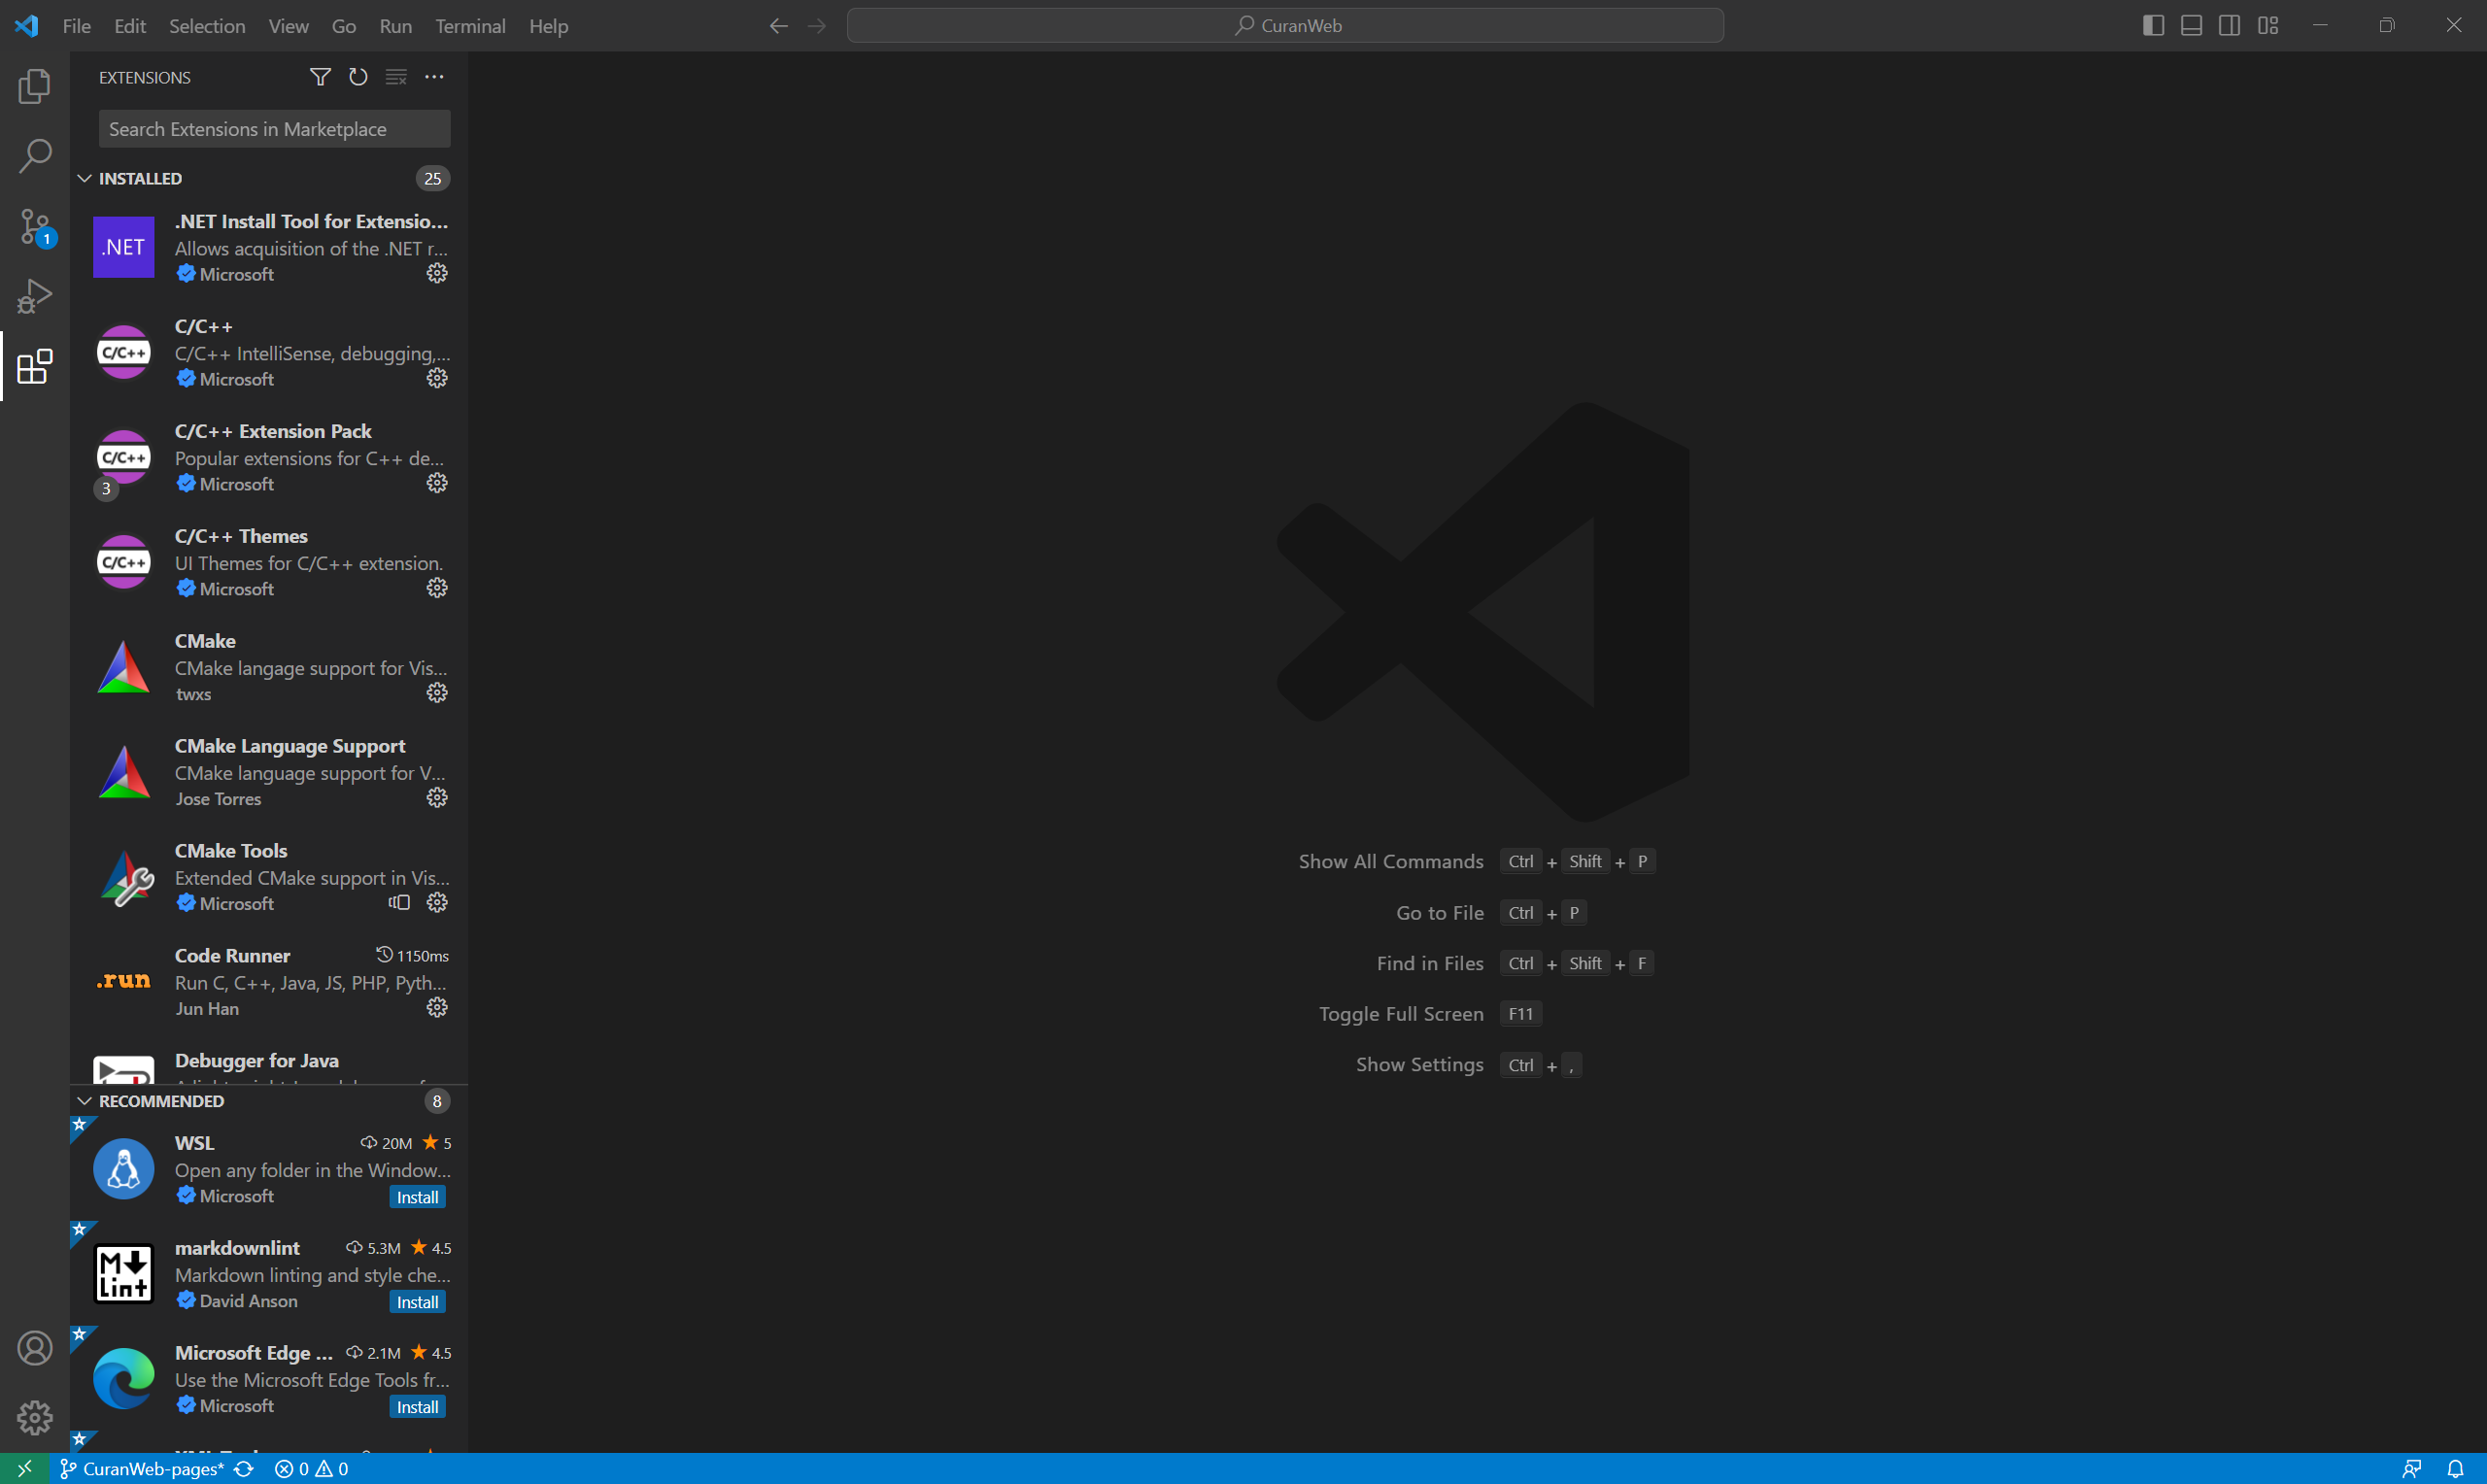 File Edit Selection View Go Run Terminal Help CuranWeb
EXTENSIONS
Search Extensions in Marketplace
INSTALLED 25
.NET Install Tool for Extensio...
.NET
Allows acquisition of the .NET r...
Microsoft
1
C/C++
C/C++
C/C++ IntelliSense, debugging,...
Microsoft
C/C++ Extension Pack
C/C++
Popular extensions for C++ de...
Microsoft
3
C/C++ Themes
C/C++
UI Themes for C/C++ extension.
Microsoft
CMake
CMake langage support for Vis...
twxs
CMake Language Support
CMake language support for V...
Jose Torres
CMake Tools
Extended CMake support in Vis...
Microsoft
Code Runner 1150ms
.run
Run C, C++, Java, JS, PHP, Pyth...
Jun Han
Debugger for Java
RECOMMENDED 8
WSL 20M 5
Open any folder in the Window...
Microsoft Install
markdownlint 5.3M 4.5
M Lint
Markdown linting and style che...
David Anson Install
Microsoft Edge ... 2.1M 4.5
Use the Microsoft Edge Tools fr...
Microsoft Install
Show All Commands Ctrl + Shift + P
Go to File Ctrl + P
Find in Files Ctrl + Shift + F
Toggle Full Screen F11
Show Settings Ctrl + ,
CuranWeb-pages* 0 0